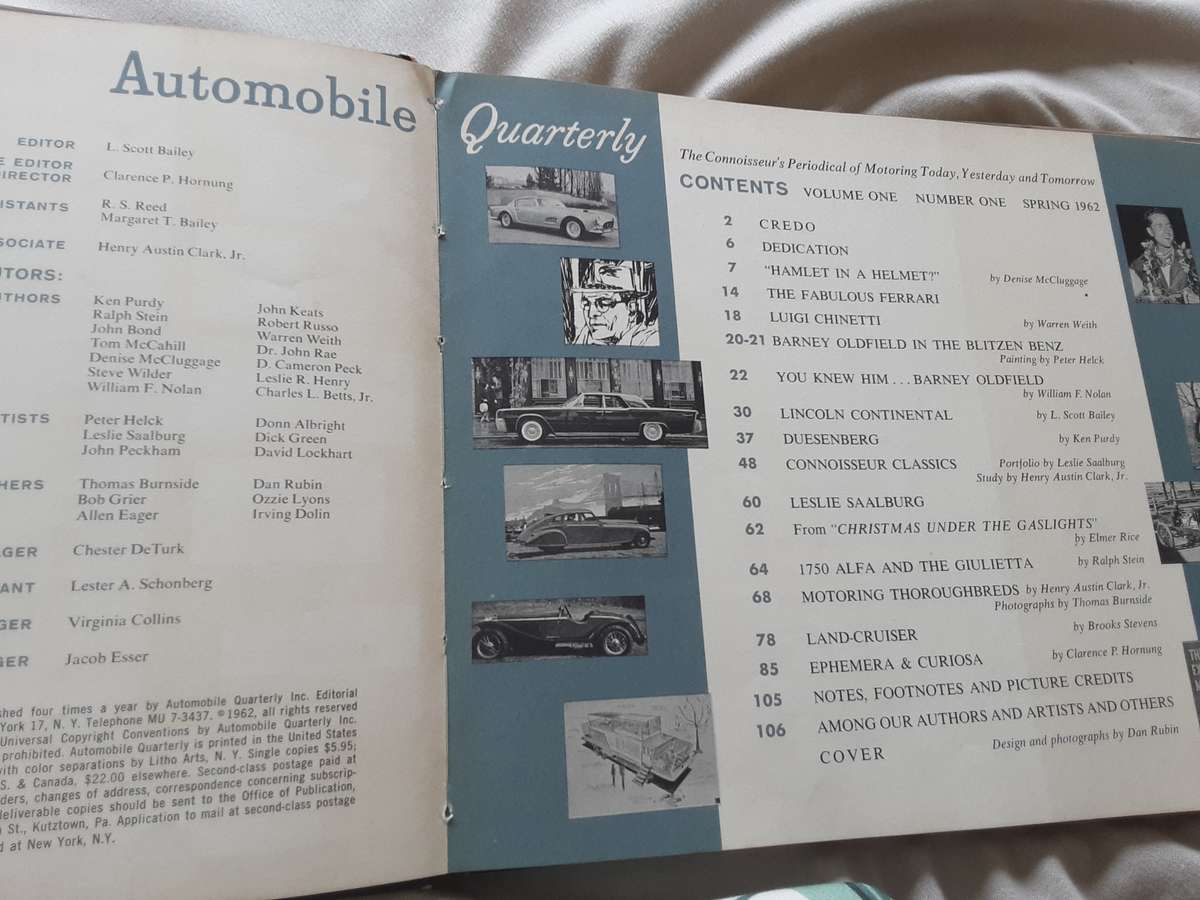 Automobile
EDITOR L. Scott Bailey
E EDITOR
DIRECTOR Clarence P. Hornung
ISTANTS R. S. Reed
Margaret T. Bailey
SOCIATE Henry Austin Clark, Jr.
UTORS:
UTHORS Ken Purdy
Ralph Stein
John Bond
Tom McCahill
Denise McCluggage
Steve Wilder
William F. Nolan
John Keats
Robert Russo
Warren Weith
Dr. John Rae
D. Cameron Peck
Leslie R. Henry
Charles L. Betts, Jr.
TISTS Peter Helck
Leslie Saalburg
John Peckham
Donn Albright
Dick Green
David Lockhart
HERS Thomas Burnside
Bob Grier
Allen Eager
Dan Rubin
Ozzie Lyons
Irving Dolin
AGER Chester DeTurk
ANT Lester A. Schonberg
GER Virginia Collins
GER Jacob Esser
shed four times a year by Automobile Quarterly Inc. Editorial
York 17, N. Y. Telephone MU 7-3437. ©1962, all rights reserved
Universal Copyright Conventions by Automobile Quarterly Inc.
prohibited. Automobile Quarterly is printed in the United States
with color separations by Litho Arts, N. Y. Single copies $5.95;
S. & Canada, $22.00 elsewhere. Second-class postage paid at
ders, changes of address, correspondence concerning subscrip-
deliverable copies should be sent to the Office of Publication,
St., Kutztown, Pa. Application to mail at second-class postage
d at New York, N.Y.
Quarterly
The Connoisseur's Periodical of Motoring Today, Yesterday and Tomorrow
CONTENTS VOLUME ONE NUMBER ONE SPRING 1962
2 CREDO
6 DEDICATION
7 "HAMLET IN A HELMET?" by Denise McCluggage
14 THE FABULOUS FERRARI
18 LUIGI CHINETTI by Warren Weith
20-21 BARNEY OLDFIELD IN THE BLITZEN BENZ
Painting by Peter Helck
22 YOU KNEW HIM . . . BARNEY OLDFIELD
by William F. Nolan
30 LINCOLN CONTINENTAL by L. Scott Bailey
37 DUESENBERG by Ken Purdy
48 CONNOISSEUR CLASSICS Portfolio by Leslie Saalburg
Study by Henry Austin Clark, Jr.
60 LESLIE SAALBURG
62 From "CHRISTMAS UNDER THE GASLIGHTS"
by Elmer Rice
64 1750 ALFA AND THE GIULIETTA by Ralph Stein
68 MOTORING THOROUGHBREDS by Henry Austin Clark, Jr.
Photographs by Thomas Burnside
78 LAND-CRUISER by Brooks Stevens
85 EPHEMERA & CURIOSA by Clarence P. Hornung
105 NOTES, FOOTNOTES AND PICTURE CREDITS
106 AMONG OUR AUTHORS AND ARTISTS AND OTHERS
COVER Design and photographs by Dan Rubin